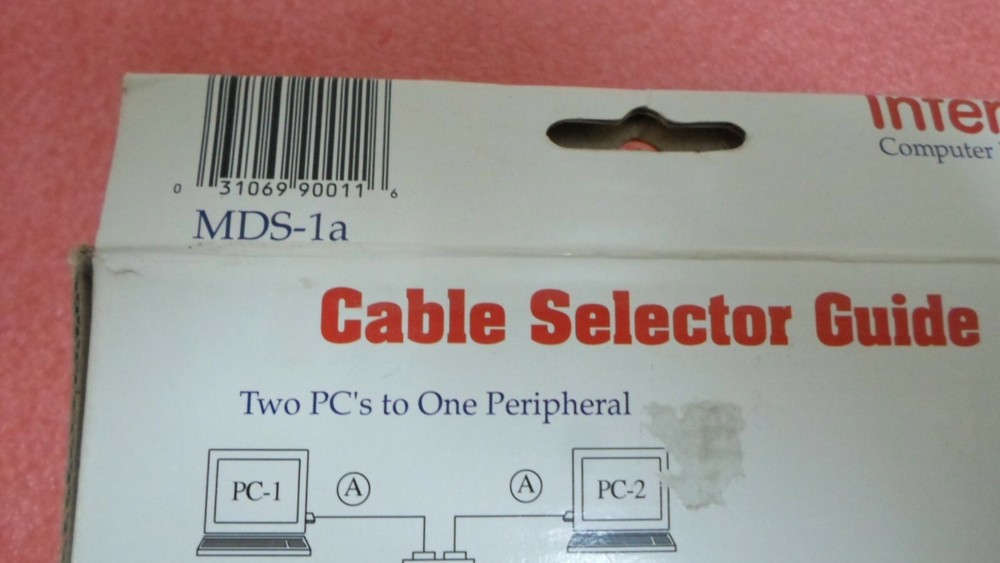 Computer
0 31069 90011 6
MDS-1a
Cable Selector Guide
Two PC's to One Peripheral
PC-1 A A PC-2